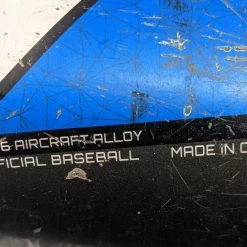 6 AIRCRAFT ALLOY
FICIAL BASEBALL MADE IN C